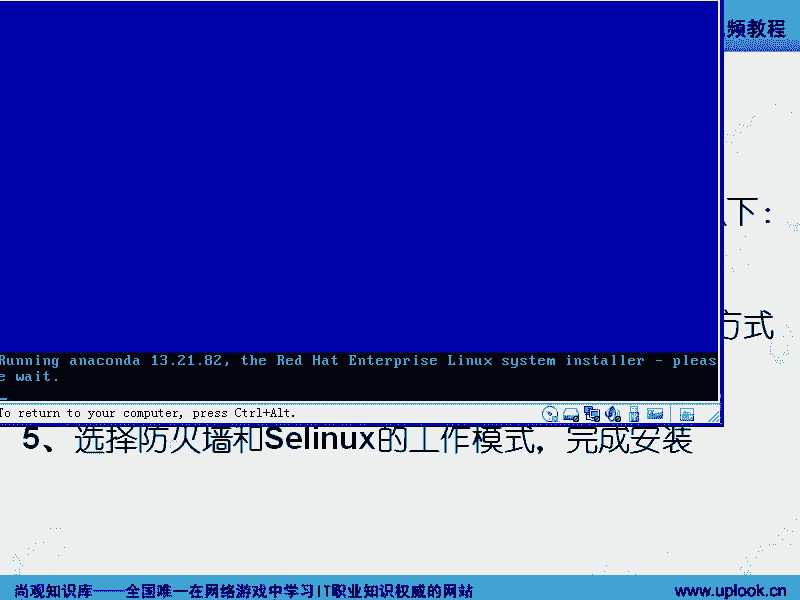 频教程
下：
方式
Running anaconda 13.21.82, the Red Hat Enterprise Linux system installer - pleas
e wait.
To return to your computer, press Ctrl+Alt.
5、选择防火墙和Selinux的工作模式，完成安装
尚观知识库——全国唯一在网络游戏中学习IT职业知识权威的网站
www.uplook.cn